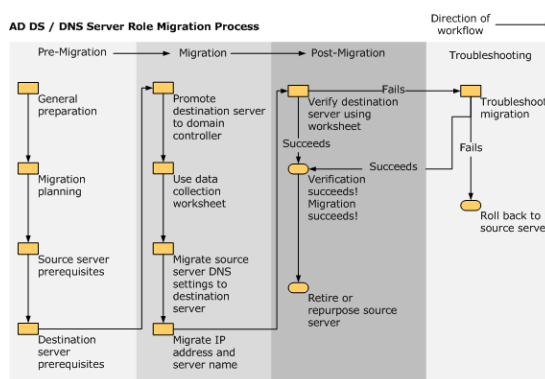 AD DS / DNS Server Role Migration Process
Direction of
workflow
Pre-Migration
Migration
Post-Migration
Troubleshooting
General
preparation
Migration
planning
Source server
prerequisites
Destination
server
prerequisites
Promote
destination server
to domain
controller
Use data
collection
worksheet
Migrate source
server DNS
settings to
destination
server
Migrate IP
address and
server name
Fails
Verify destination
server using
worksheet
Succeeds
Verification
succeeds!
Migration
succeeds!
Retire or
repurpose source
server
Troubleshoot
migration
Succeeds
Fails
Roll back to
source server